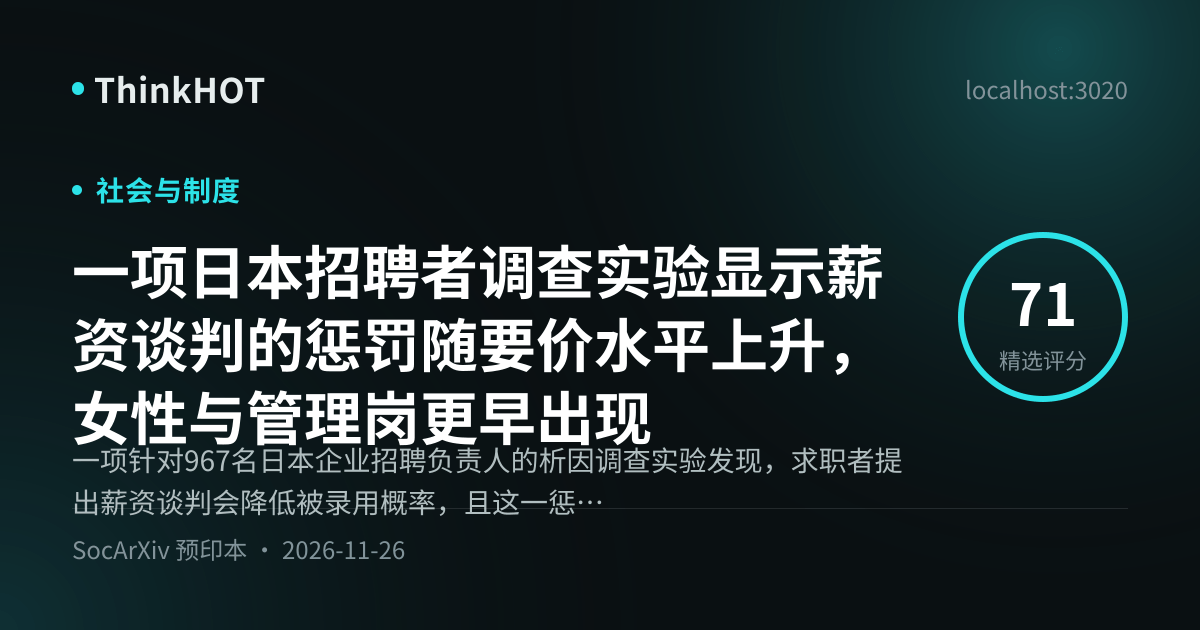 ThinkHOT
localhost:3020
社会与制度
一项日本招聘者调查实验显示薪
资谈判的惩罚随要价水平上升，
女性与管理岗更早出现
71
精选评分
一项针对967名日本企业招聘负责人的析因调查实验发现，求职者提
出薪资谈判会降低被录用概率，且这一惩…
SocArXiv 预印本 · 2026-11-26